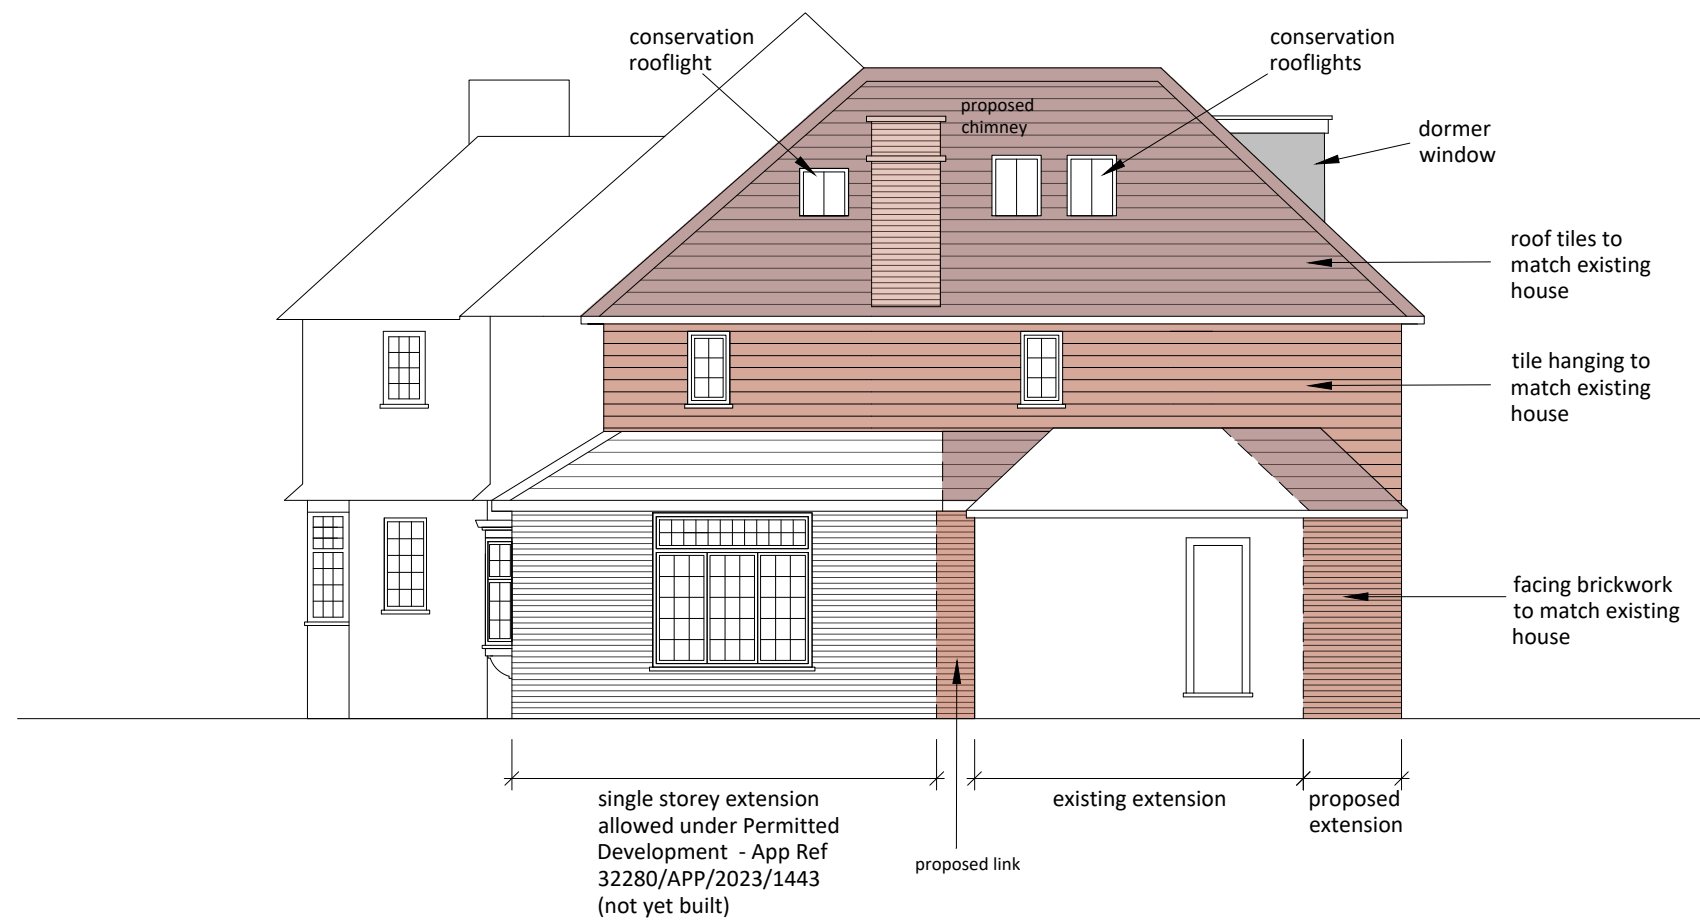 conservation
rooflight
conservation
rooflights
proposed
chimney
dormer
window
roof tiles to
match existing
house
tile hanging to
match existing
house
facing brickwork
to match existing
house
single storey extension
allowed under Permitted
Development - App Ref
32280/APP/2023/1443
(not yet built)
proposed link
existing extension
proposed
extension